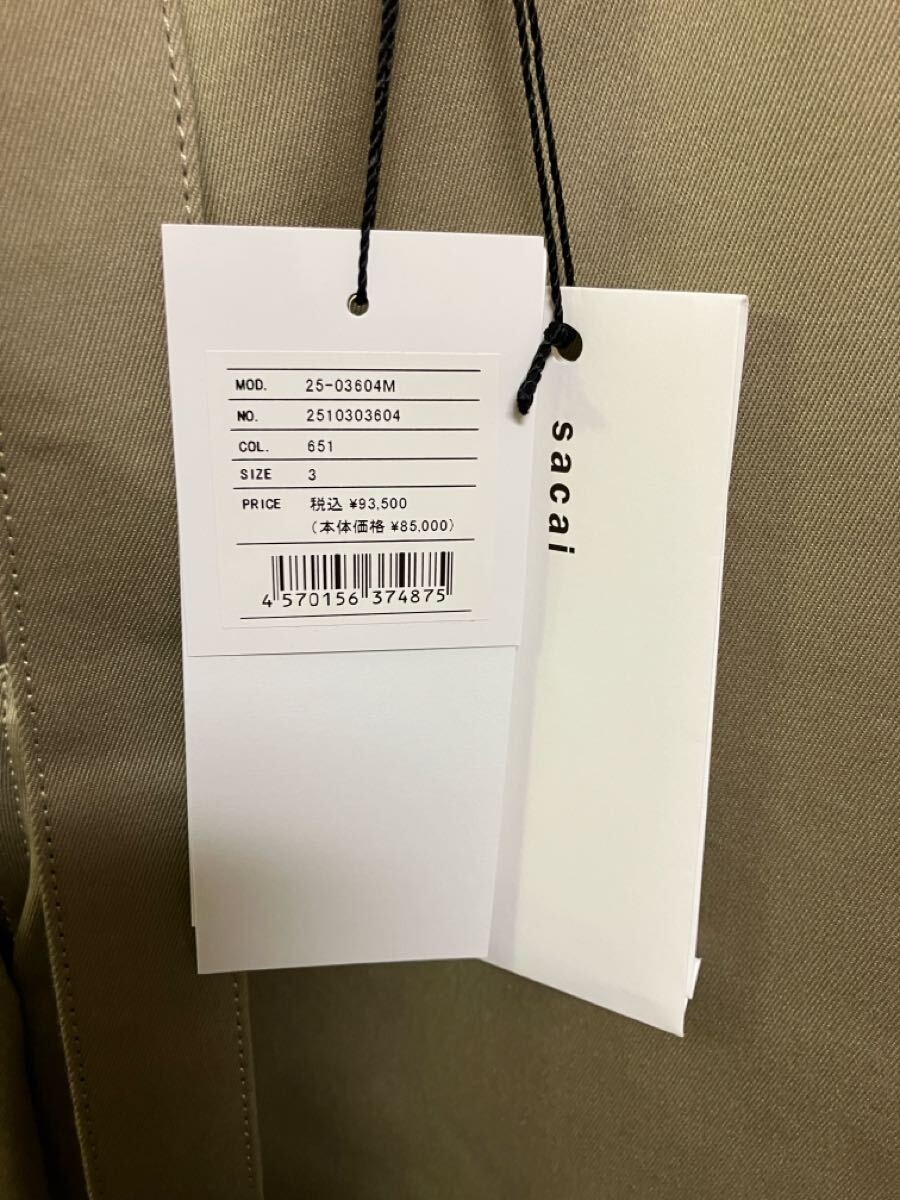 MOD. 25-03604M
NO. 2510303604
COL. 651
SIZE 3
PRICE 税込 ¥93,500
(本体価格 ¥85,000)
4 570156 374875
sacai